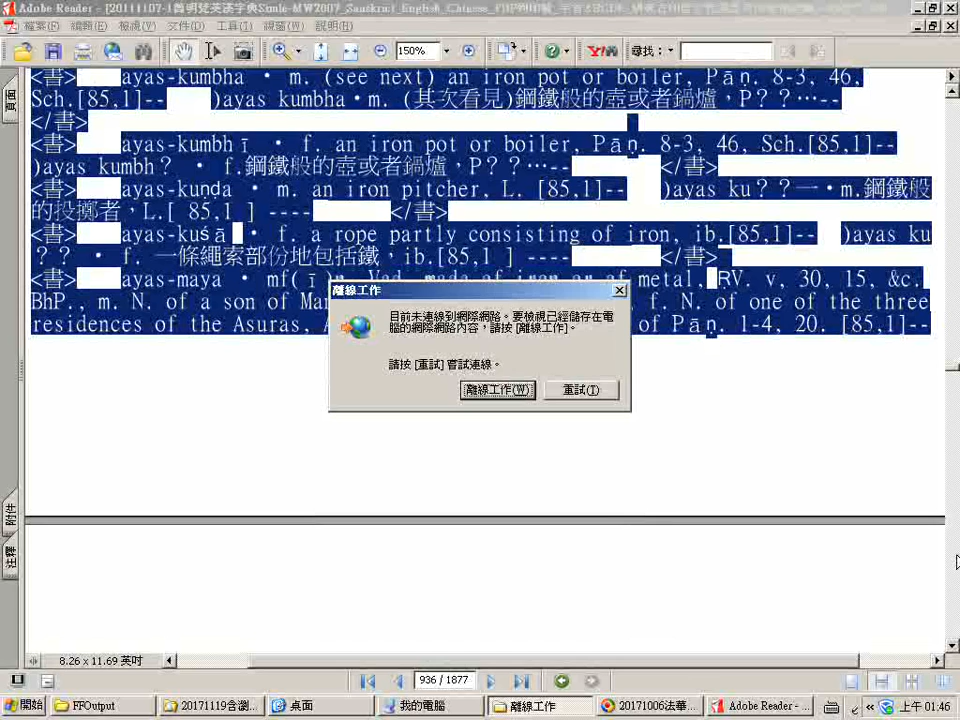 Adobe Reader - [20111107-1
檔案(F) 編輯(E) 檢視(V) 文件(D) 工具(T) 視窗(W) 說明(H)
150% 尋找：
頁面
<書> ayas-kumbha ‧ m. (see next) an iron pot or boiler, Pāṇ. 8-3, 46,
Sch.[85,1]-- )ayas kumbha‧m. (其次看見)鋼鐵般的壺或者鍋爐，P？？…--
</書>
<書> ayas-kumbhī ‧ f. an iron pot or boiler, Pāṇ. 8-3, 46, Sch.[85,1]--
)ayas kumbh？ ‧ f.鋼鐵般的壺或者鍋爐，P？？…-- </書>
<書> ayas-kuṇḍa ‧ m. an iron pitcher, L. [85,1]-- )ayas ku？？一‧m.鋼鐵般
的投擲者，L.[ 85,1 ] ---- </書>
<書> ayas-kuśā ‧ f. a rope partly consisting of iron, ib.[85,1]-- )ayas ku
？？ ‧ f. 一條繩索部份地包括鐵，ib.[85,1 ] ---- </書>
<書> ayas-maya ‧ mf(ī)n. Ved. made of iron or of metal, RV. v, 30, 15, &c.
BhP., m. N. of a son of Ma f. N. of one of the three
residences of the Asuras, of Pāṇ. 1-4, 20. [85,1]--
離線工作
目前未連線到網際網路。要檢視已經儲存在電
腦的網際網路內容，請按 [離線工作]。
請按 [重試] 嘗試連線。
離線工作(W) 重試(T)
附件
注釋
8.26 x 11.69 英吋
936 / 1877
開始 FFOutput 20171119含瀏... 桌面 我的電腦 離線工作 20171006法華... Adobe Reader -... 上午 01:46